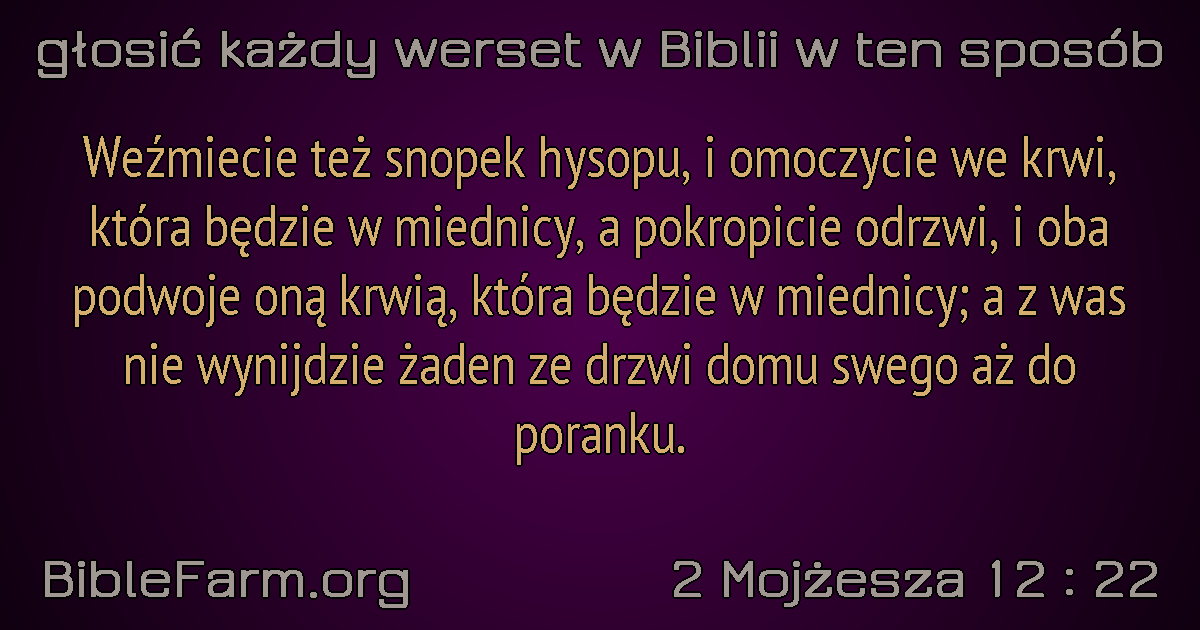 głosić każdy werset w Biblii w ten sposób
Weźmiecie też snopek hysopu, i omoczycie we krwi,
która będzie w miednicy, a pokropicie odrzwi, i oba
podwoje oną krwią, która będzie w miednicy; a z was
nie wynijdzie żaden ze drzwi domu swego aż do
poranku.
BibleFarm.org
2 Mojżesza 12 : 22